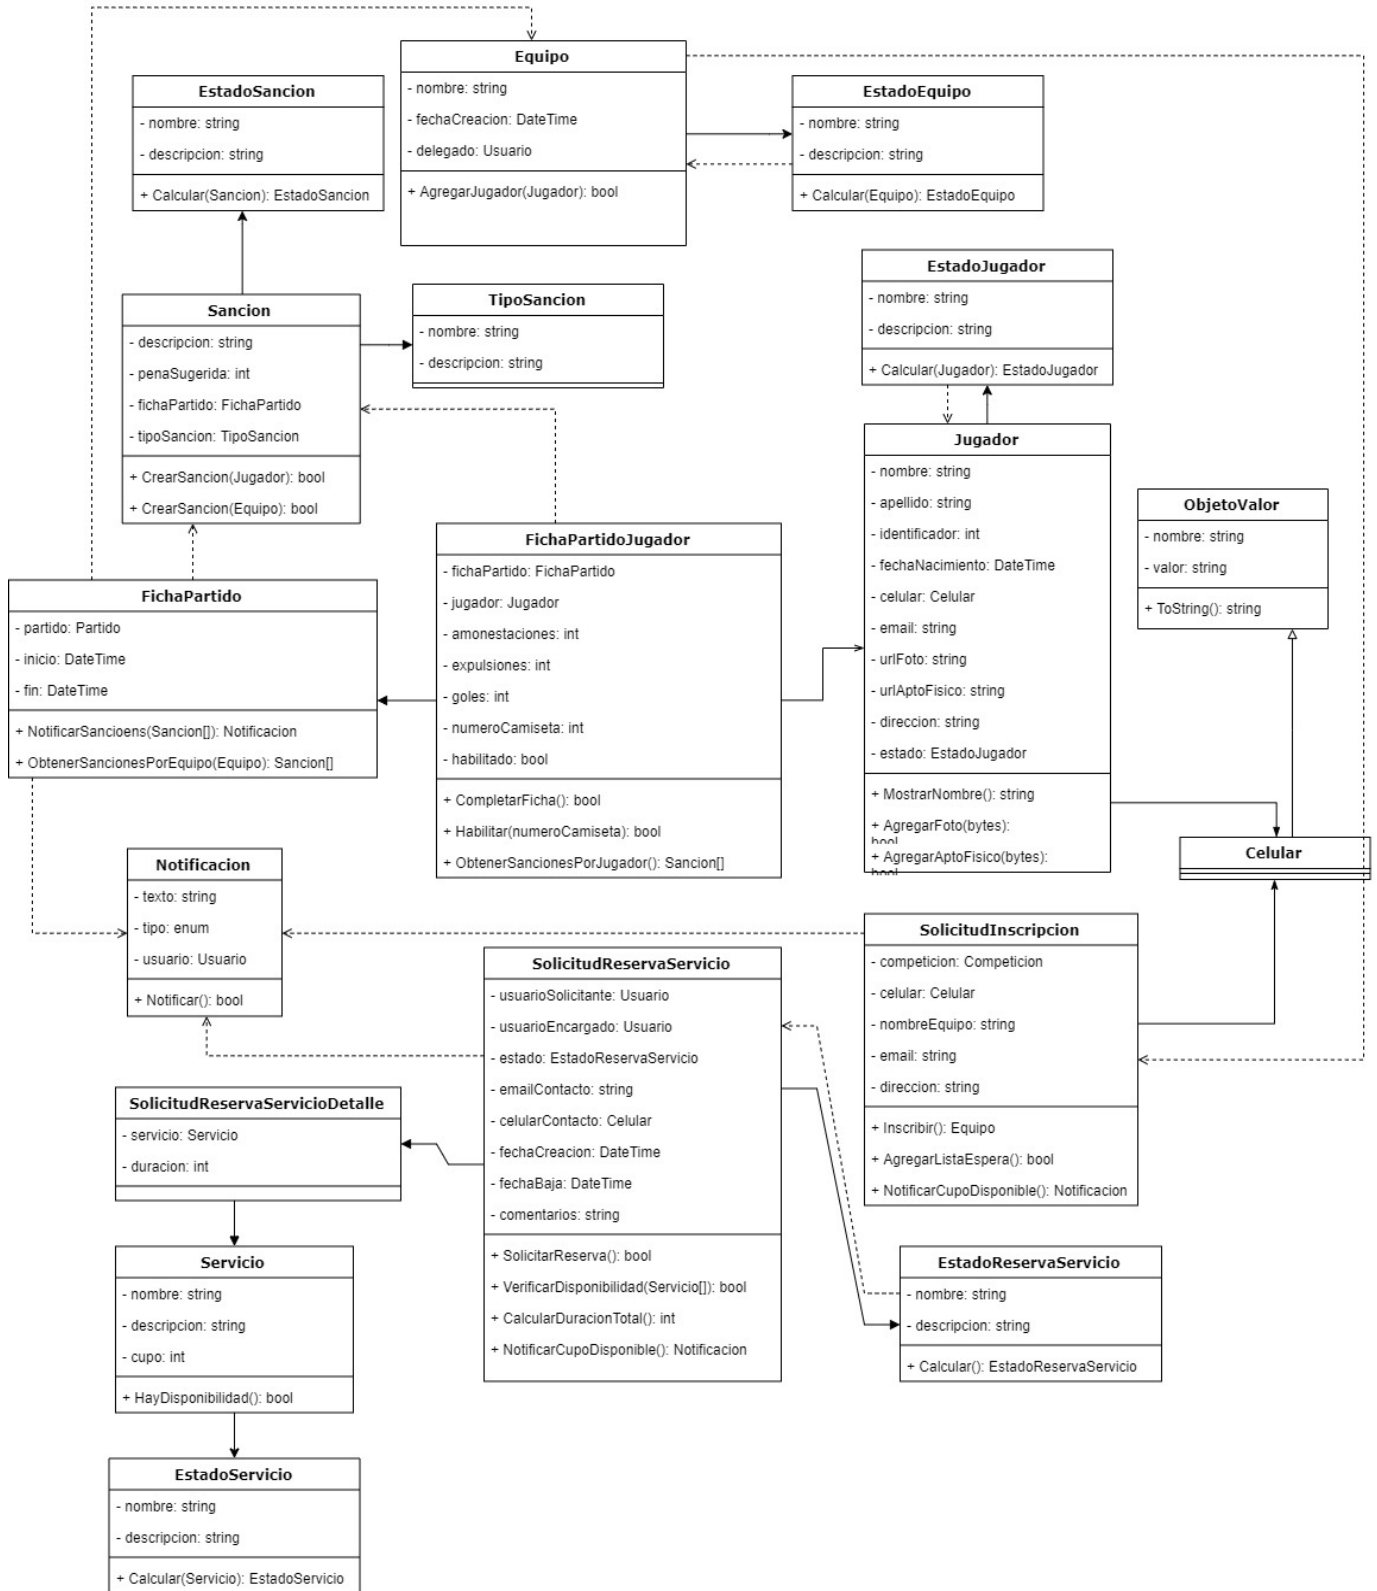 Equipo
- nombre: string
- fechaCreacion: DateTime
- delegado: Usuario
+ AgregarJugador(Jugador): bool
EstadoSancion
- nombre: string
- descripcion: string
+ Calcular(Sancion): EstadoSancion
EstadoEquipo
- nombre: string
- descripcion: string
+ Calcular(Equipo): EstadoEquipo
EstadoJugador
- nombre: string
- descripcion: string
+ Calcular(Jugador): EstadoJugador
Sancion
- descripcion: string
- penaSugerida: int
- fichaPartido: FichaPartido
- tipoSancion: TipoSancion
+ CrearSancion(Jugador): bool
+ CrearSancion(Equipo): bool
TipoSancion
- nombre: string
- descripcion: string
Jugador
- nombre: string
- apellido: string
- identificador: int
- fechaNacimiento: DateTime
- celular: Celular
- email: string
- urlFoto: string
- urlAptoFisico: string
- direccion: string
- estado: EstadoJugador
+ MostrarNombre(): string
+ AgregarFoto(bytes):
bool
+ AgregarAptoFisico(bytes):
bool
ObjetoValor
- nombre: string
- valor: string
+ ToString(): string
FichaPartidoJugador
- fichaPartido: FichaPartido
- jugador: Jugador
- amonestaciones: int
- expulsiones: int
- goles: int
- numeroCamiseta: int
- habilitado: bool
+ CompletarFicha(): bool
+ Habilitar(numeroCamiseta): bool
+ ObtenerSancionesPorJugador(): Sancion[]
FichaPartido
- partido: Partido
- inicio: DateTime
- fin: DateTime
+ NotificarSancioens(Sancion[]): Notificacion
+ ObtenerSancionesPorEquipo(Equipo): Sancion[]
Celular
Notificacion
- texto: string
- tipo: enum
- usuario: Usuario
+ Notificar(): bool
SolicitudInscripcion
- competicion: Competicion
- celular: Celular
- nombreEquipo: string
- email: string
- direccion: string
+ Inscribir(): Equipo
+ AgregarListaEspera(): bool
+ NotificarCupoDisponible(): Notificacion
SolicitudReservaServicio
- usuarioSolicitante: Usuario
- usuarioEncargado: Usuario
- estado: EstadoReservaServicio
- emailContacto: string
- celularContacto: Celular
- fechaCreacion: DateTime
- fechaBaja: DateTime
- comentarios: string
+ SolicitarReserva(): bool
+ VerificarDisponibilidad(Servicio[]): bool
+ CalcularDuracionTotal(): int
+ NotificarCupoDisponible(): Notificacion
SolicitudReservaServicioDetalle
- servicio: Servicio
- duracion: int
Servicio
- nombre: string
- descripcion: string
- cupo: int
+ HayDisponibilidad(): bool
EstadoReservaServicio
- nombre: string
- descripcion: string
+ Calcular(): EstadoReservaServicio
EstadoServicio
- nombre: string
- descripcion: string
+ Calcular(Servicio): EstadoServicio